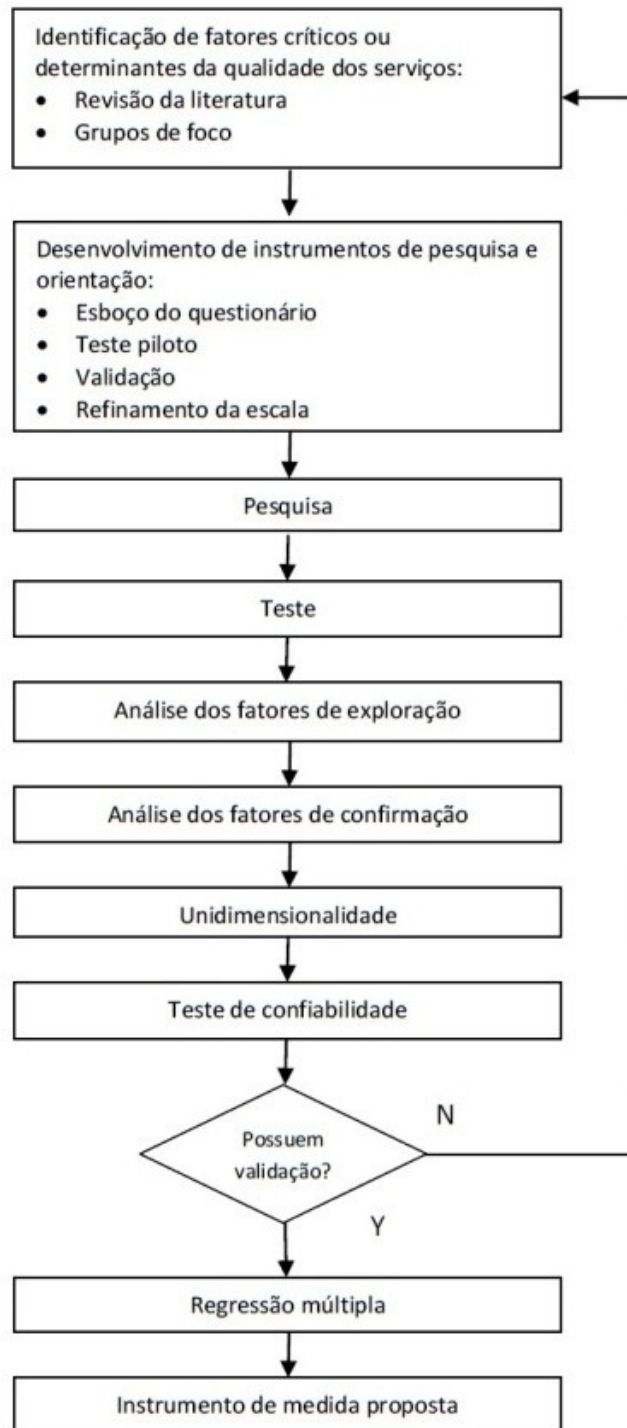 Identificação de fatores críticos ou
determinantes da qualidade dos serviços:
• Revisão da literatura
• Grupos de foco
Desenvolvimento de instrumentos de pesquisa e
orientação:
• Esboço do questionário
• Teste piloto
• Validação
• Refinamento da escala
Pesquisa
Teste
Análise dos fatores de exploração
Análise dos fatores de confirmação
Unidimensionalidade
Teste de confiabilidade
Possuem
validação?
N
Y
Regressão múltipla
Instrumento de medida proposta